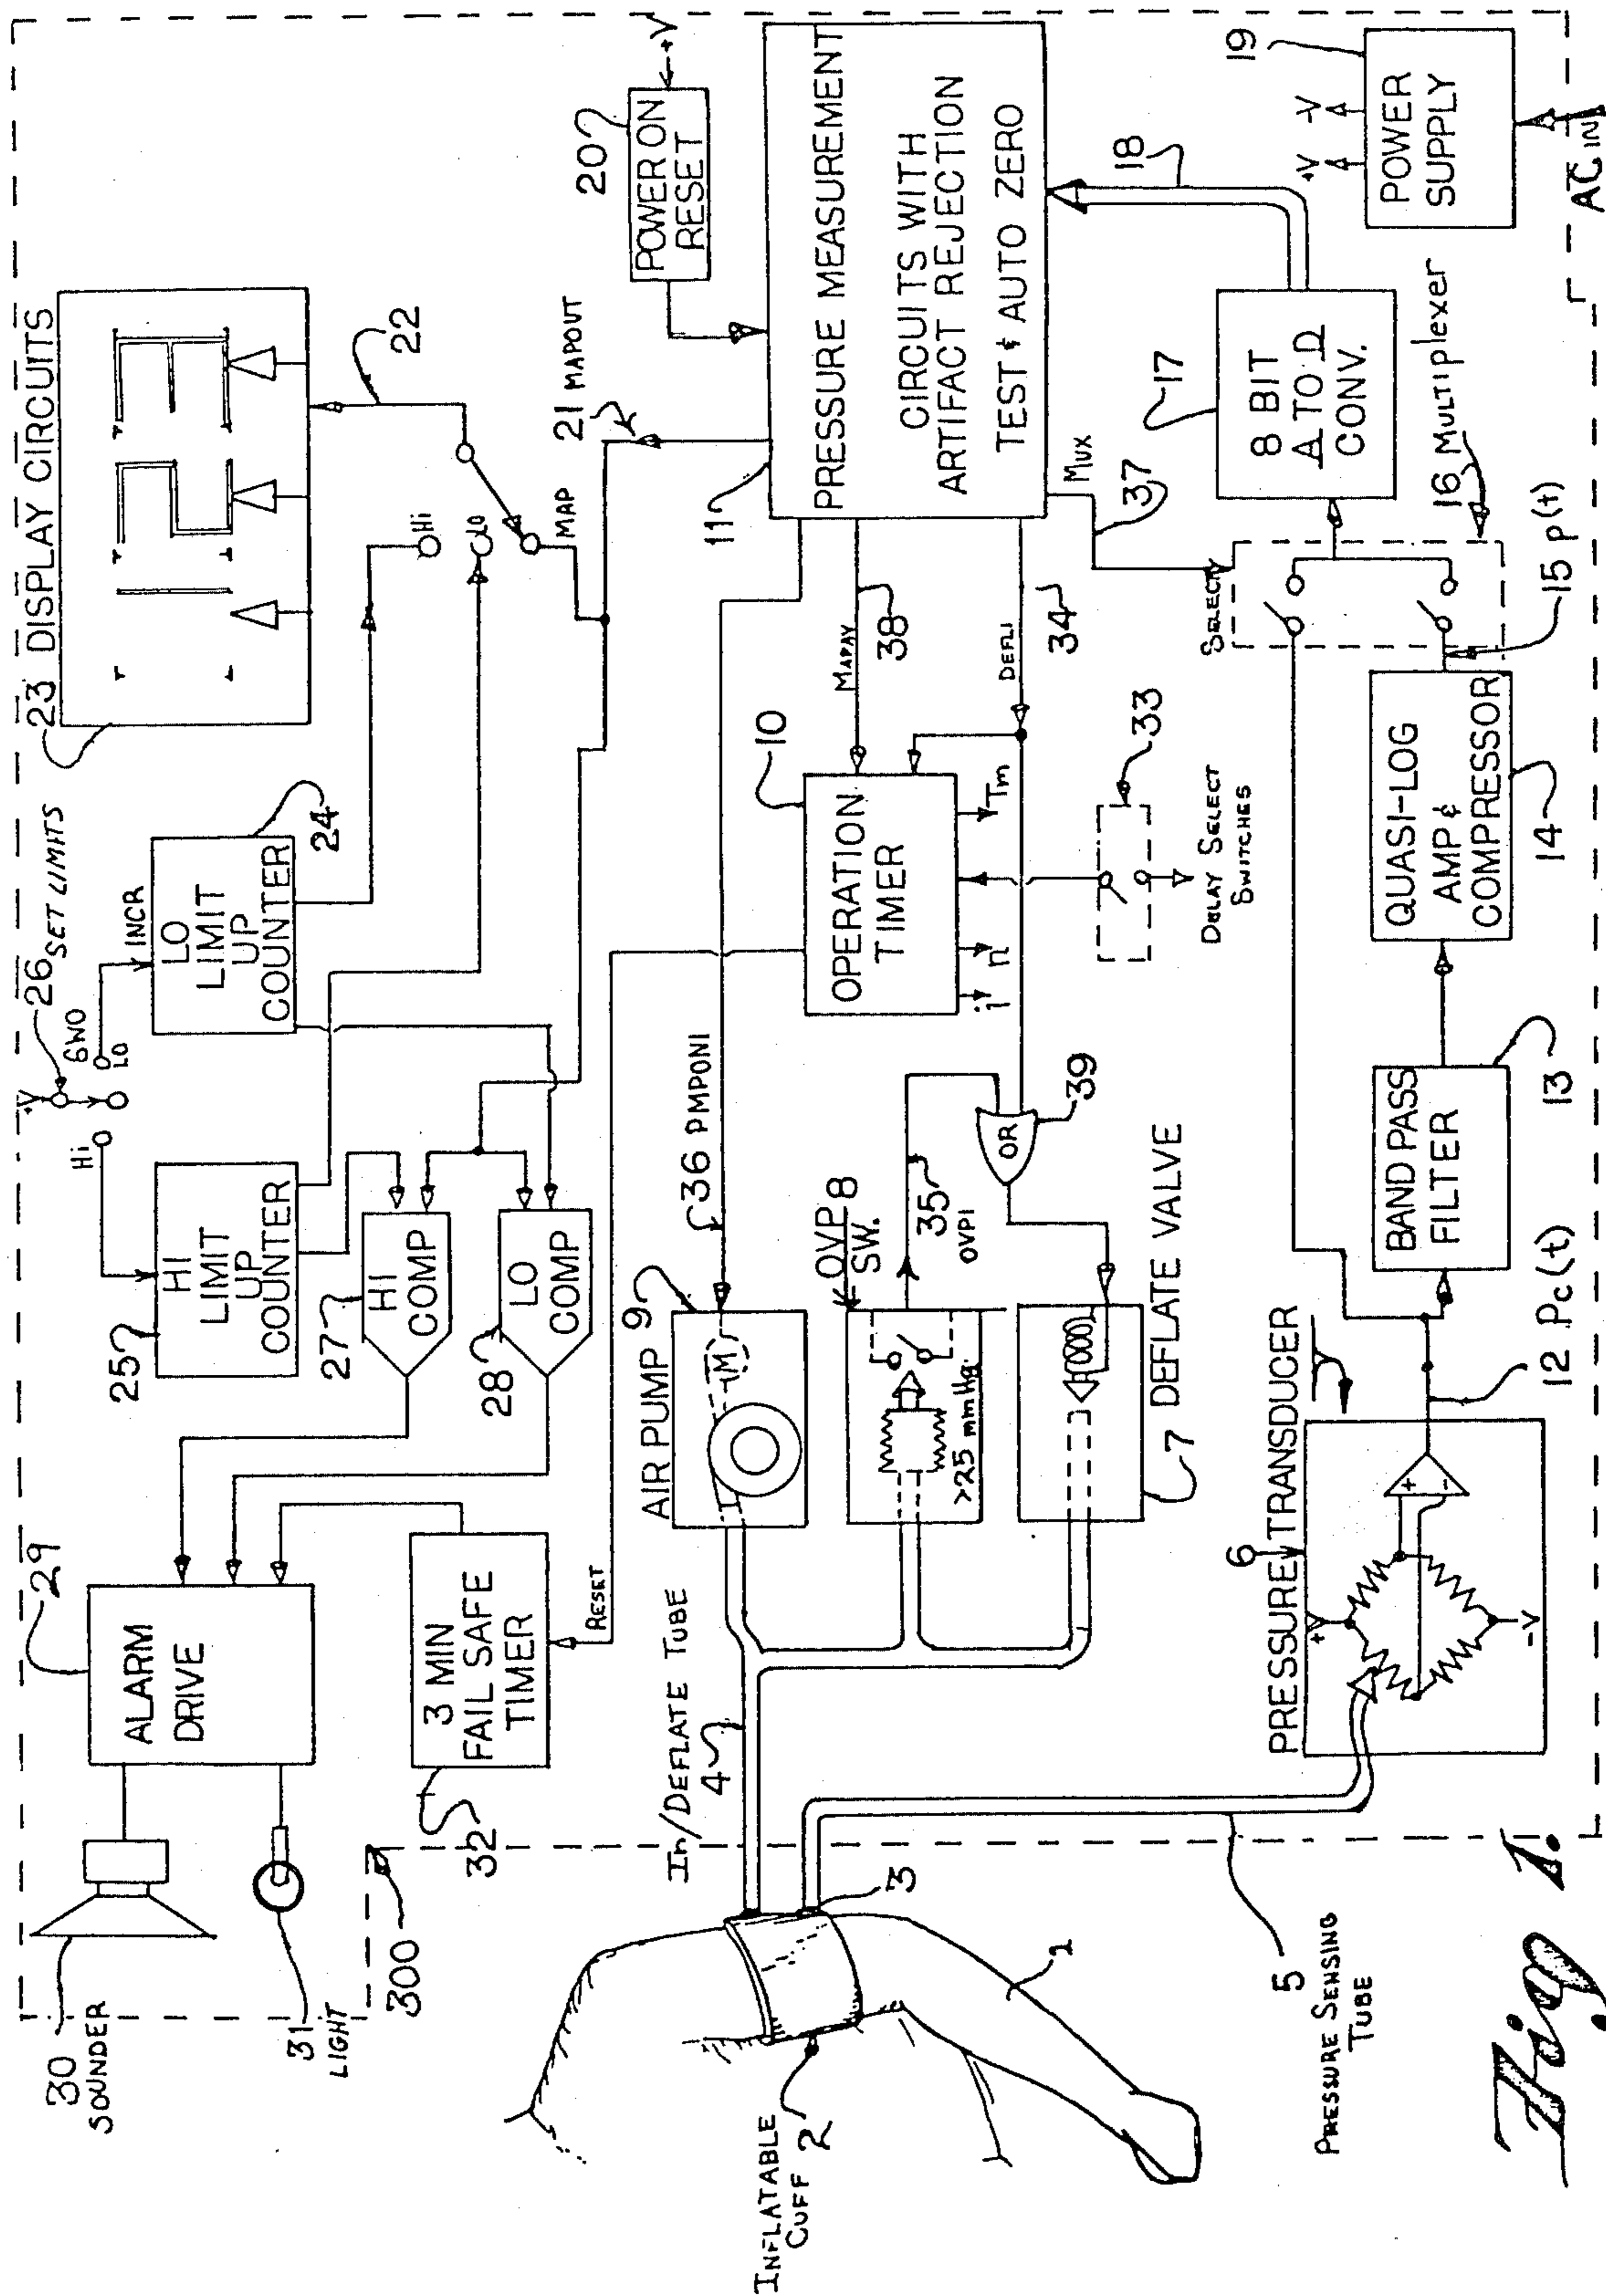 23 DISPLAY CIRCUITS
26 SET LIMITS
+V
Hi
6WO
LO
INCR
LO
LIMIT
UP
COUNTER
24
HI
LIMIT
UP
COUNTER
25
HI
COMP
27
LO
COMP
28
29
ALARM
DRIVE
30
SOUNDER
31
LIGHT
3 MIN
FAIL SAFE
TIMER
32
RESET
300
Hi
LO
MAP
22
21 MAPOUT
20
POWER ON
RESET
+V
11
PRESSURE MEASUREMENT
CIRCUITS WITH
ARTIFACT REJECTION
TEST & AUTO ZERO
36 PMPONI
MAPAV
38
DEFLI
34
MUX
37
10
OPERATION
TIMER
i
n
Tm
33
DELAY SELECT
SWITCHES
9
AIR PUMP
M
OVP 8
SW.
>25 mm Hg.
35
OVPI
OR
39
7 DEFLATE VALVE
IN/DEFLATE TUBE
4
INFLATABLE
CUFF 2
3
1
5
PRESSURE SENSING
TUBE
6
PRESSURE TRANSDUCER
+
-V
+
-
12 Pc(t)
BAND PASS
FILTER
13
QUASI-LOG
AMP &
COMPRESSOR
14
15 p(t)
SELECT
16 Multiplexer
17
8 BIT
A TO D
CONV.
18
19
+V
-V
POWER
SUPPLY
AC IN
Fig 1.